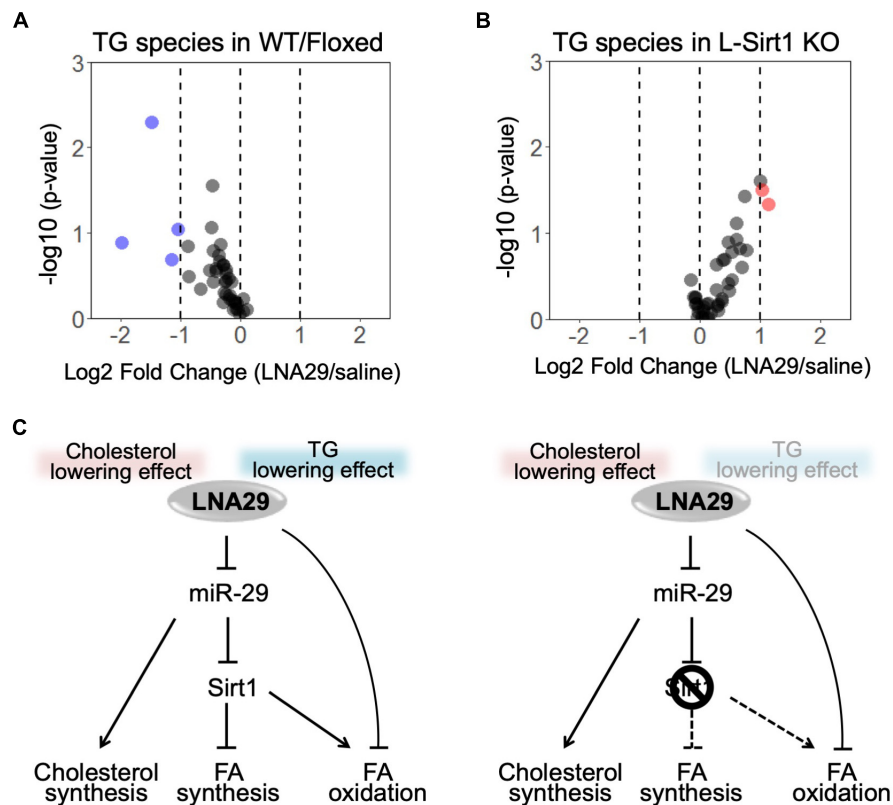 A
TG species in WT/Floxed
3
2
1
0
-2
-1
0
1
2
-log10 (p-value)
Log2 Fold Change (LNA29/saline)
B
TG species in L-Sirt1 KO
3
2
1
0
-2
-1
0
1
2
-log10 (p-value)
Log2 Fold Change (LNA29/saline)
C
Cholesterol
lowering effect
TG
lowering effect
LNA29
miR-29
Sirt1
Cholesterol
synthesis
FA
synthesis
FA
oxidation
Cholesterol
lowering effect
TG
lowering effect
LNA29
miR-29
Sirt1
Cholesterol
synthesis
FA
synthesis
FA
oxidation